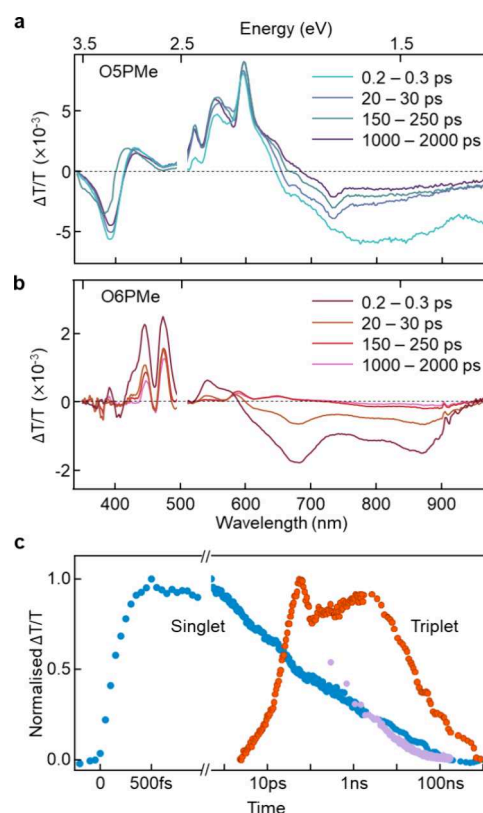 a
Energy (eV)
3.5 2.5 1.5
O5PMe
0.2 – 0.3 ps
20 – 30 ps
150 – 250 ps
1000 – 2000 ps
ΔT/T (×10⁻³)
5
0
-5
b
O6PMe
0.2 – 0.3 ps
20 – 30 ps
150 – 250 ps
1000 – 2000 ps
ΔT/T (×10⁻³)
2
0
-2
400 500 600 700 800 900
Wavelength (nm)
c
Normalised ΔT/T
1.0
0.5
0.0
Singlet
Triplet
0 500fs 10ps 1ns 100ns
Time